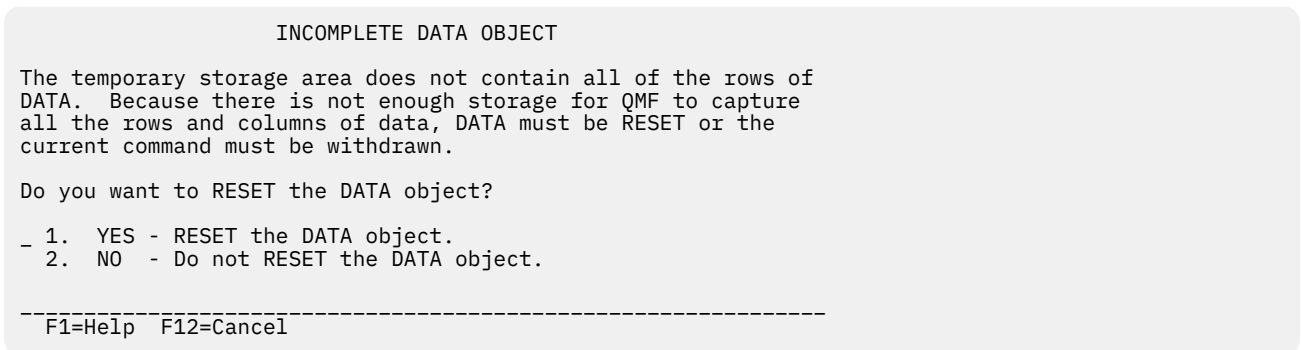 INCOMPLETE DATA OBJECT
The temporary storage area does not contain all of the rows of
DATA.  Because there is not enough storage for QMF to capture
all the rows and columns of data, DATA must be RESET or the
current command must be withdrawn.
Do you want to RESET the DATA object?
_ 1.  YES - RESET the DATA object.
2.  NO  - Do not RESET the DATA object.
_______________________________________________________________
F1=Help  F12=Cancel